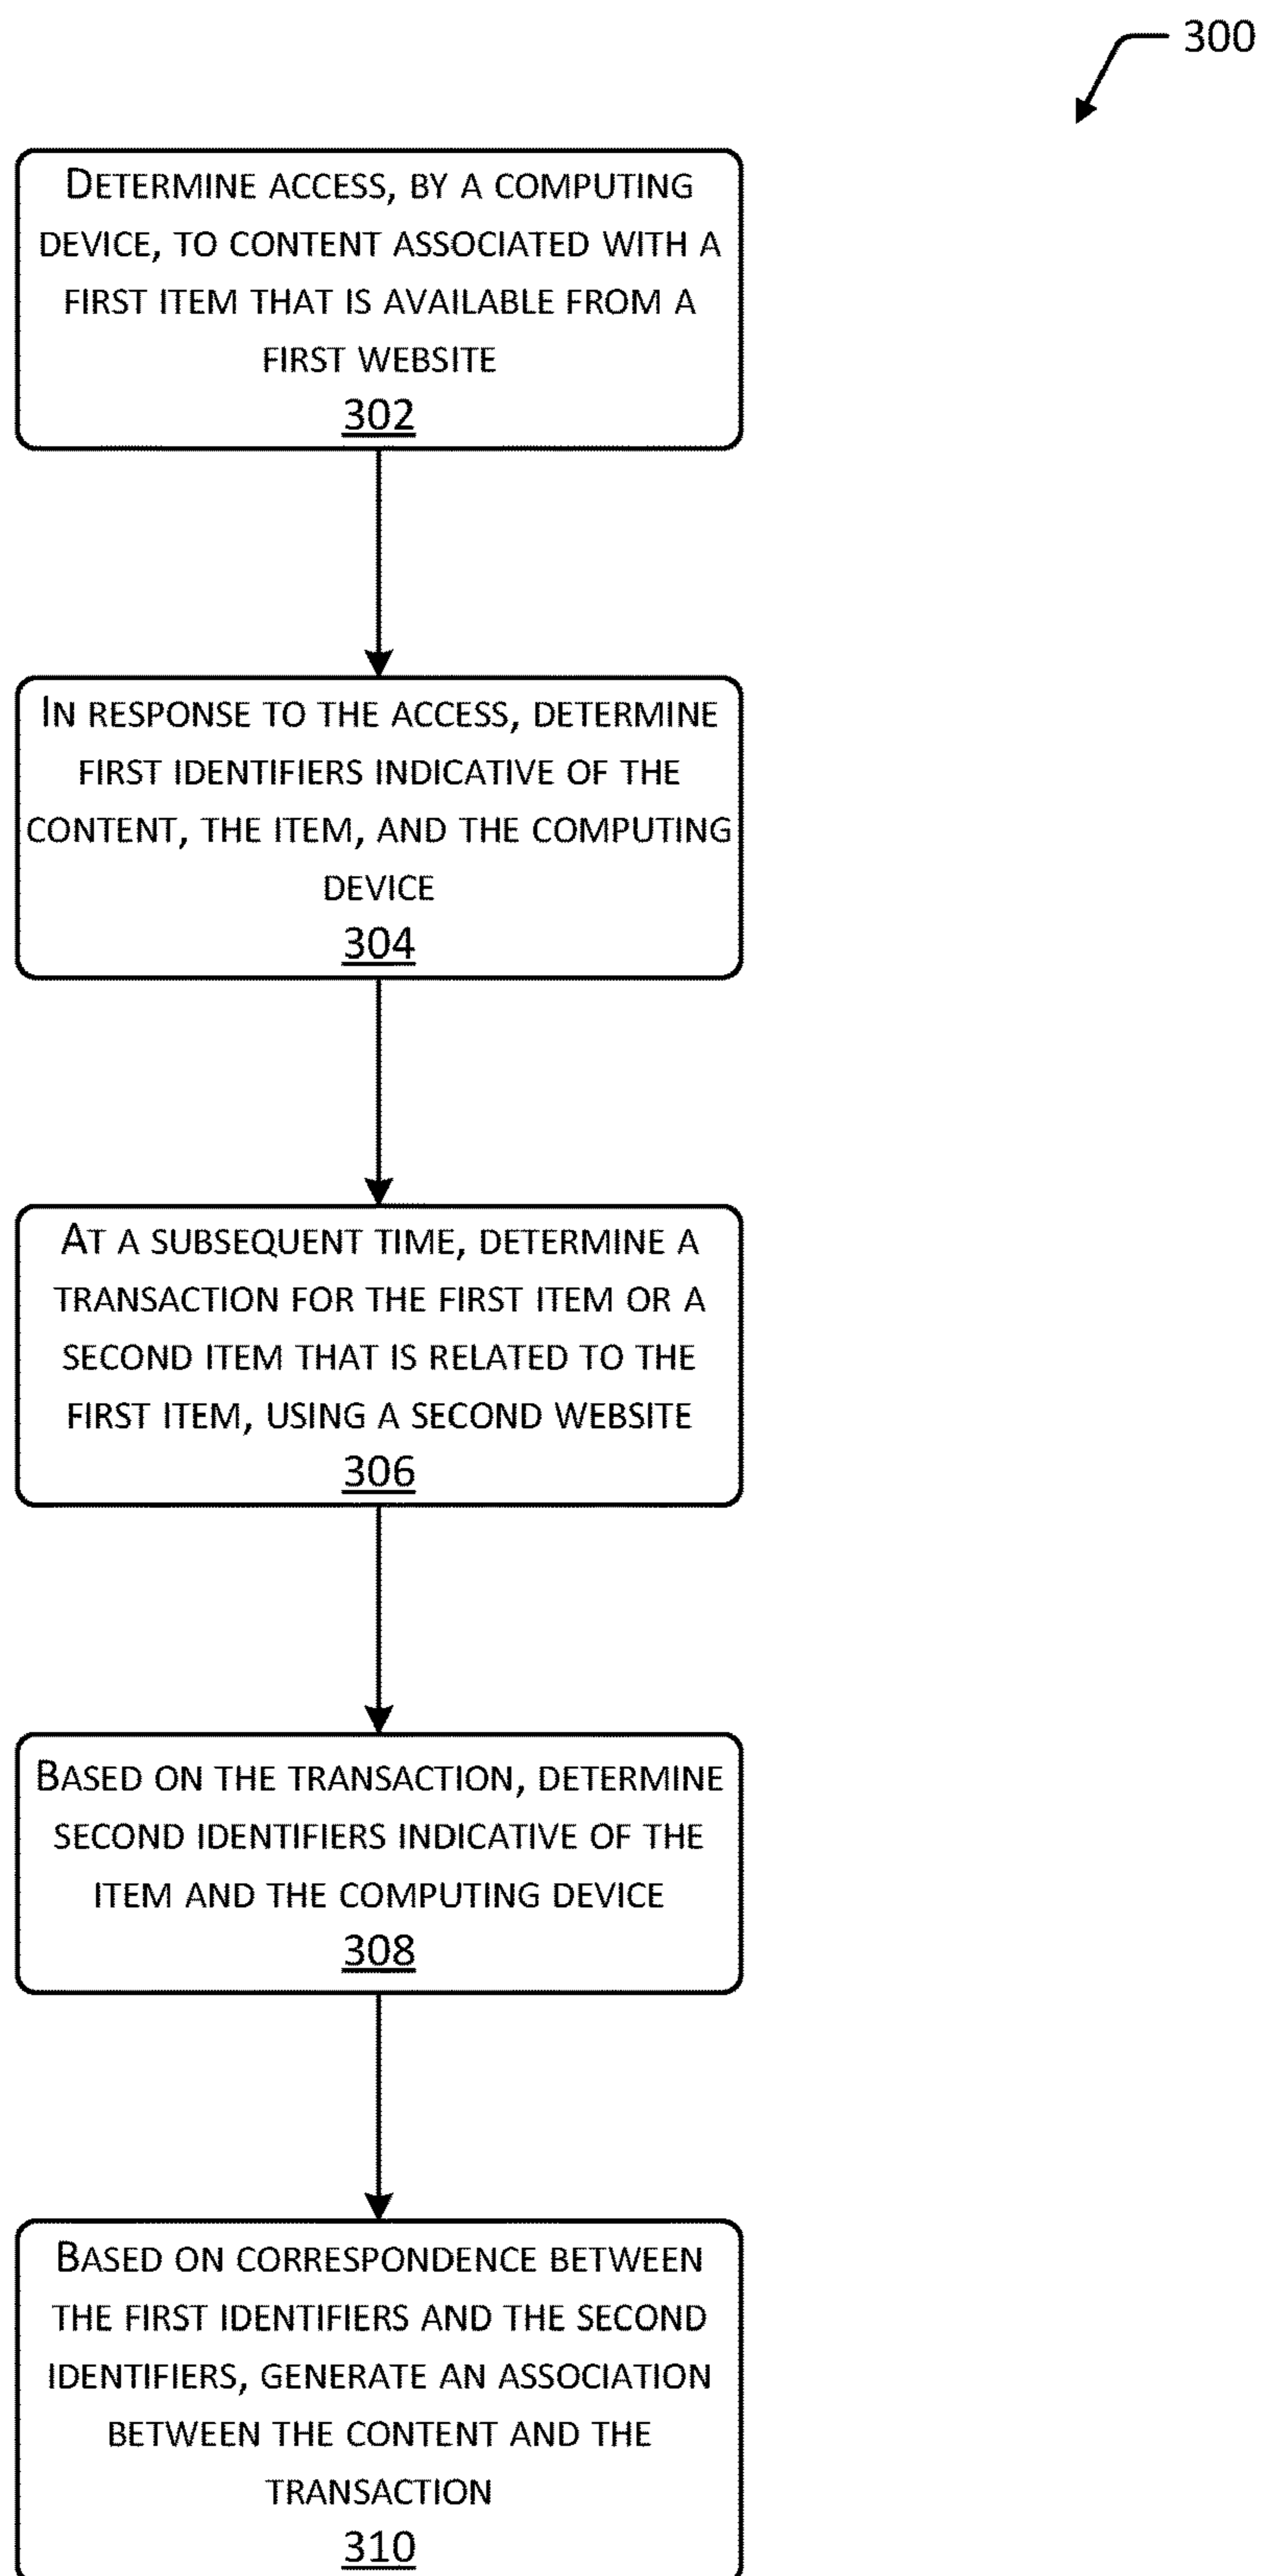 300
DETERMINE ACCESS, BY A COMPUTING
DEVICE, TO CONTENT ASSOCIATED WITH A
FIRST ITEM THAT IS AVAILABLE FROM A
FIRST WEBSITE
302
IN RESPONSE TO THE ACCESS, DETERMINE
FIRST IDENTIFIERS INDICATIVE OF THE
CONTENT, THE ITEM, AND THE COMPUTING
DEVICE
304
AT A SUBSEQUENT TIME, DETERMINE A
TRANSACTION FOR THE FIRST ITEM OR A
SECOND ITEM THAT IS RELATED TO THE
FIRST ITEM, USING A SECOND WEBSITE
306
BASED ON THE TRANSACTION, DETERMINE
SECOND IDENTIFIERS INDICATIVE OF THE
ITEM AND THE COMPUTING DEVICE
308
BASED ON CORRESPONDENCE BETWEEN
THE FIRST IDENTIFIERS AND THE SECOND
IDENTIFIERS, GENERATE AN ASSOCIATION
BETWEEN THE CONTENT AND THE
TRANSACTION
310